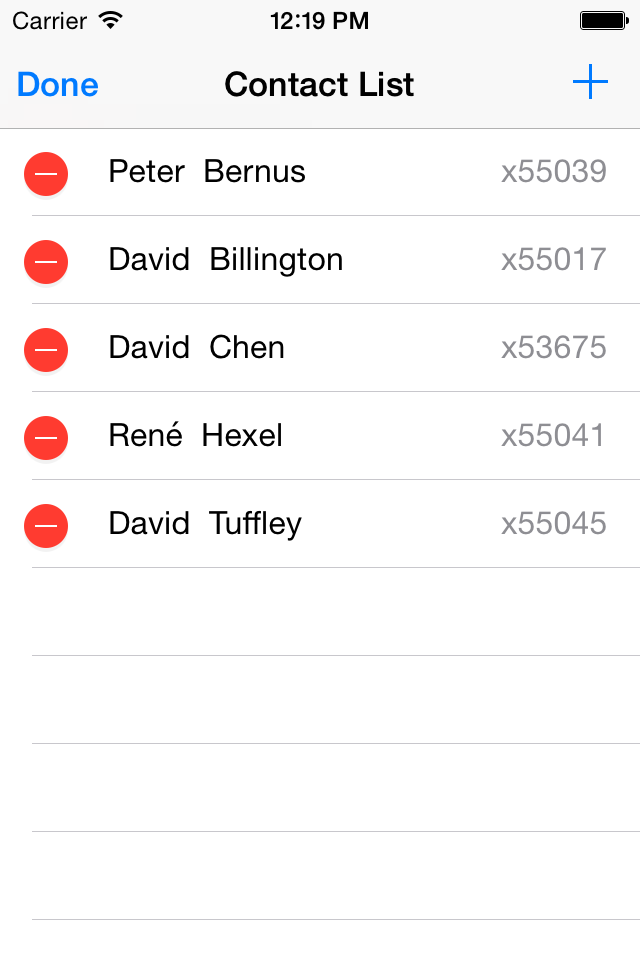 Carrier 12:19 PM
Done Contact List
Peter Bernus x55039
David Billington x55017
David Chen x53675
René Hexel x55041
David Tuffley x55045